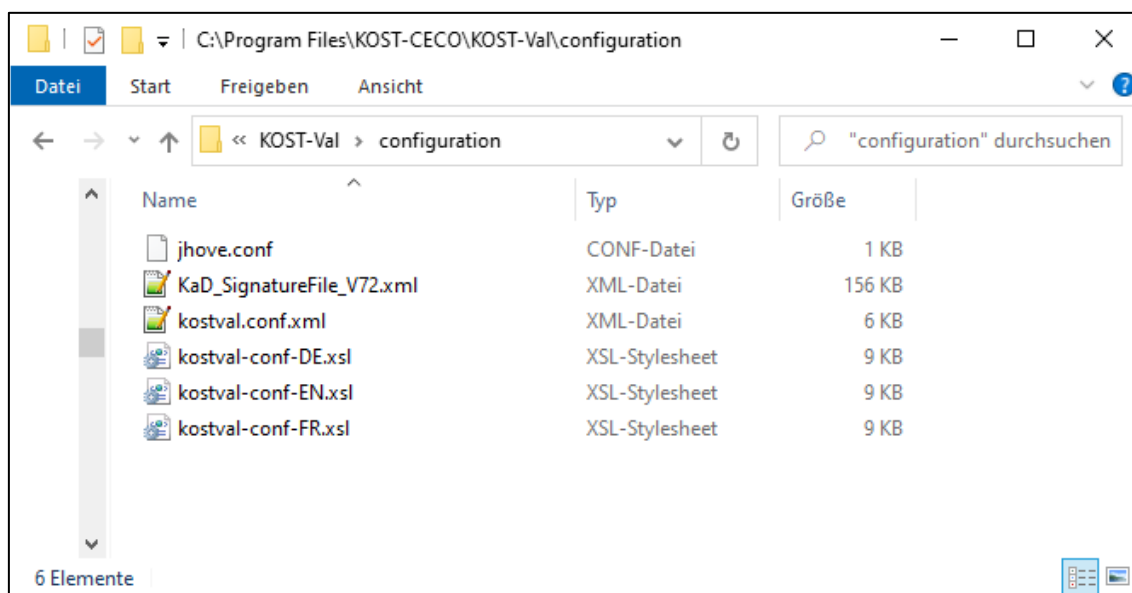 C:\Program Files\KOST-CECO\KOST-Val\configuration
Datei Start Freigeben Ansicht ?
« KOST-Val > configuration "configuration" durchsuchen
Name Typ Größe
jhove.conf CONF-Datei 1 KB
KaD_SignatureFile_V72.xml XML-Datei 156 KB
kostval.conf.xml XML-Datei 6 KB
kostval-conf-DE.xsl XSL-Stylesheet 9 KB
kostval-conf-EN.xsl XSL-Stylesheet 9 KB
kostval-conf-FR.xsl XSL-Stylesheet 9 KB
6 Elemente